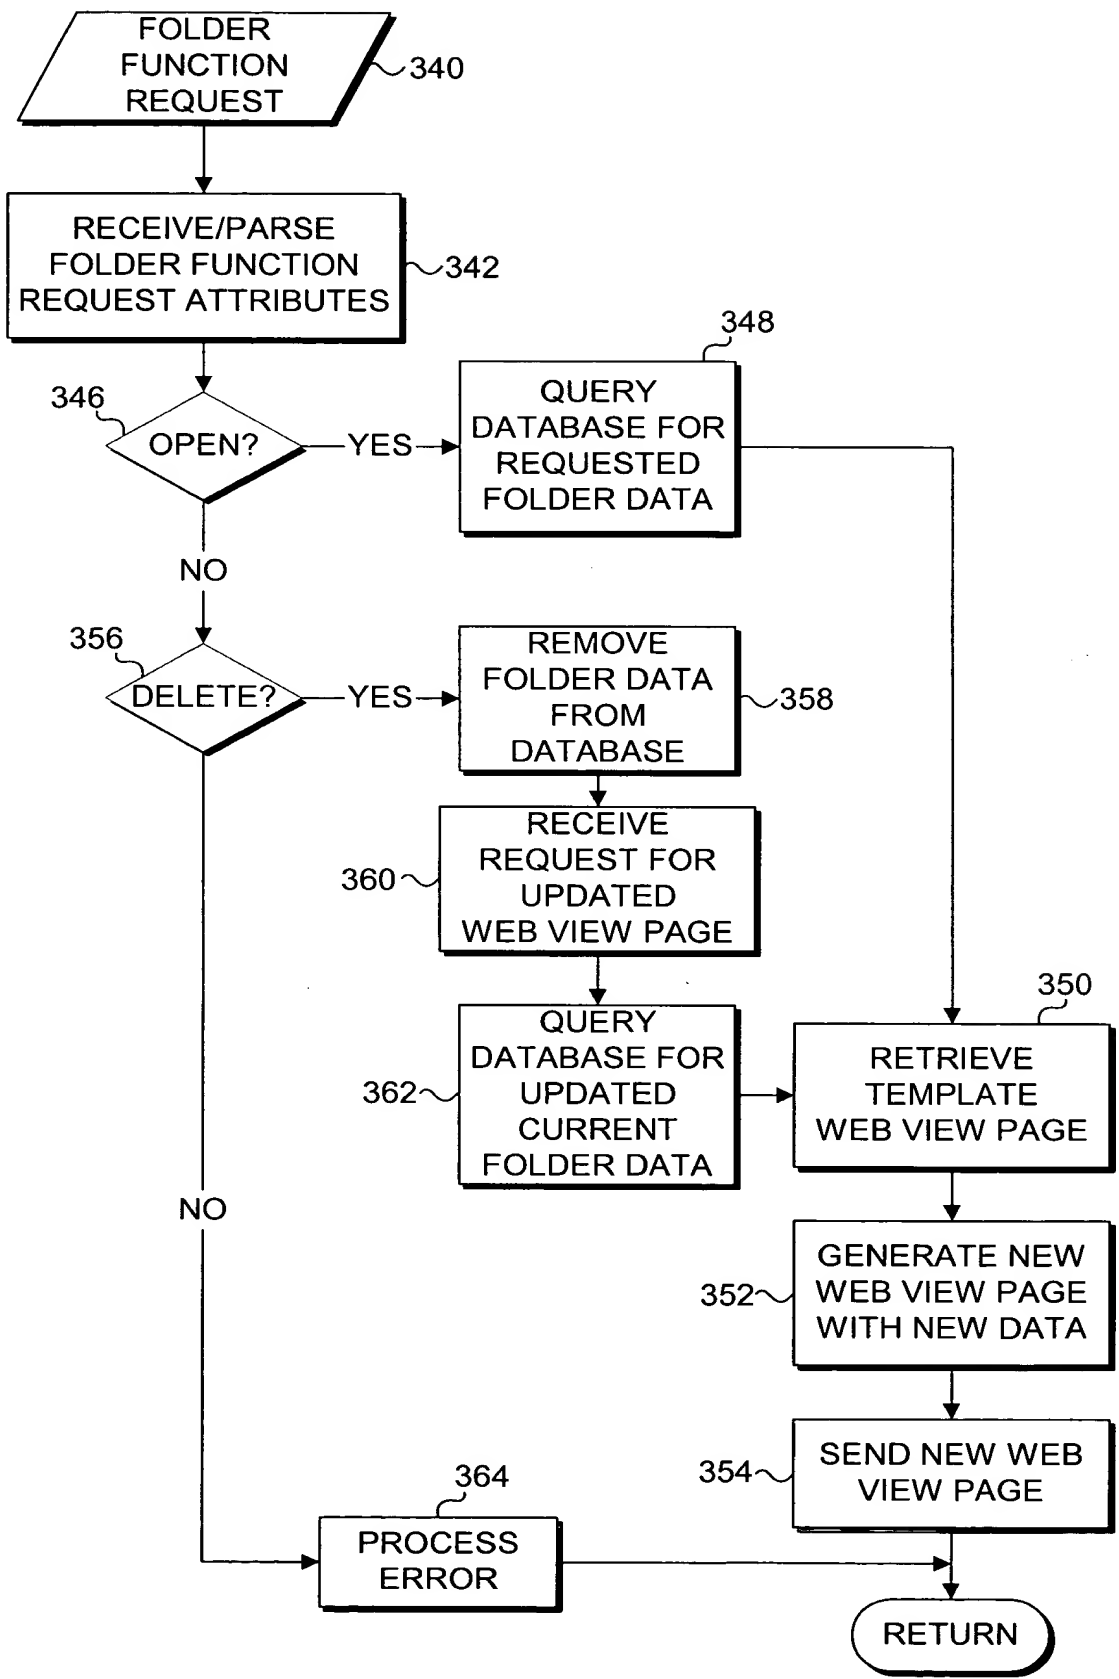 FOLDER
FUNCTION
REQUEST
340
RECEIVE/PARSE
FOLDER FUNCTION
REQUEST ATTRIBUTES
342
346
OPEN?
YES
348
QUERY
DATABASE FOR
REQUESTED
FOLDER DATA
NO
356
DELETE?
YES
REMOVE
FOLDER DATA
FROM
DATABASE
358
RECEIVE
REQUEST FOR
UPDATED
WEB VIEW PAGE
360
QUERY
DATABASE FOR
UPDATED
CURRENT
FOLDER DATA
362
350
RETRIEVE
TEMPLATE
WEB VIEW PAGE
NO
GENERATE NEW
WEB VIEW PAGE
WITH NEW DATA
352
SEND NEW WEB
VIEW PAGE
354
364
PROCESS
ERROR
RETURN